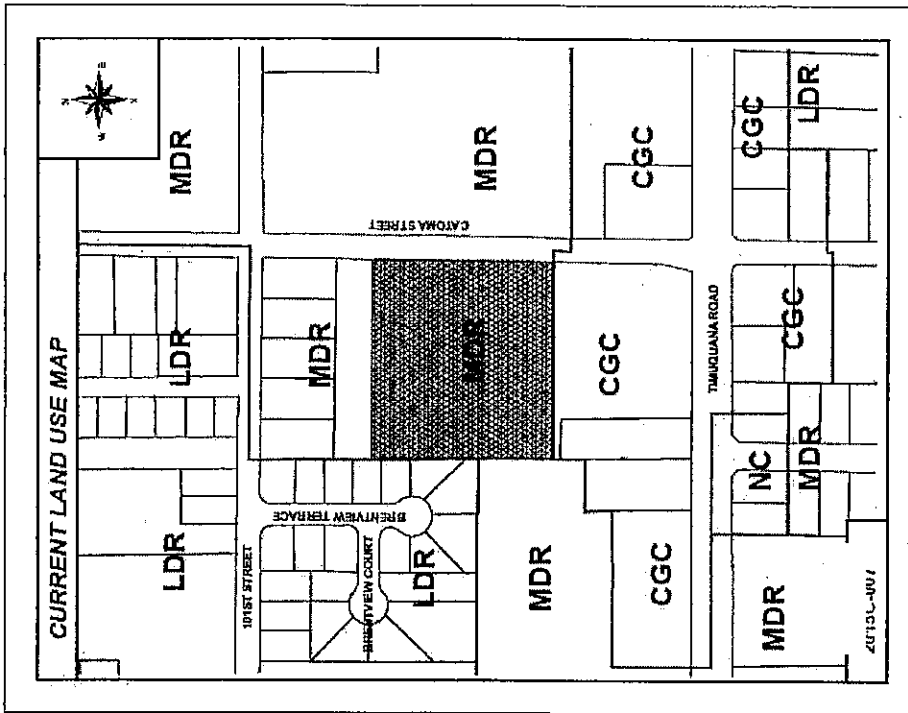 CURRENT LAND USE MAP
LDR
LDR
MDR
101ST STREET
BRENTVIEW TERRACE
BRENTVIEW COURT
LDR
MDR
MDR
CATOMA STREET
MDR
MDR
CGC
CGC
CGC
TIMUQUANA ROAD
MDR
NC
MDR
CGC
CGC
LDR